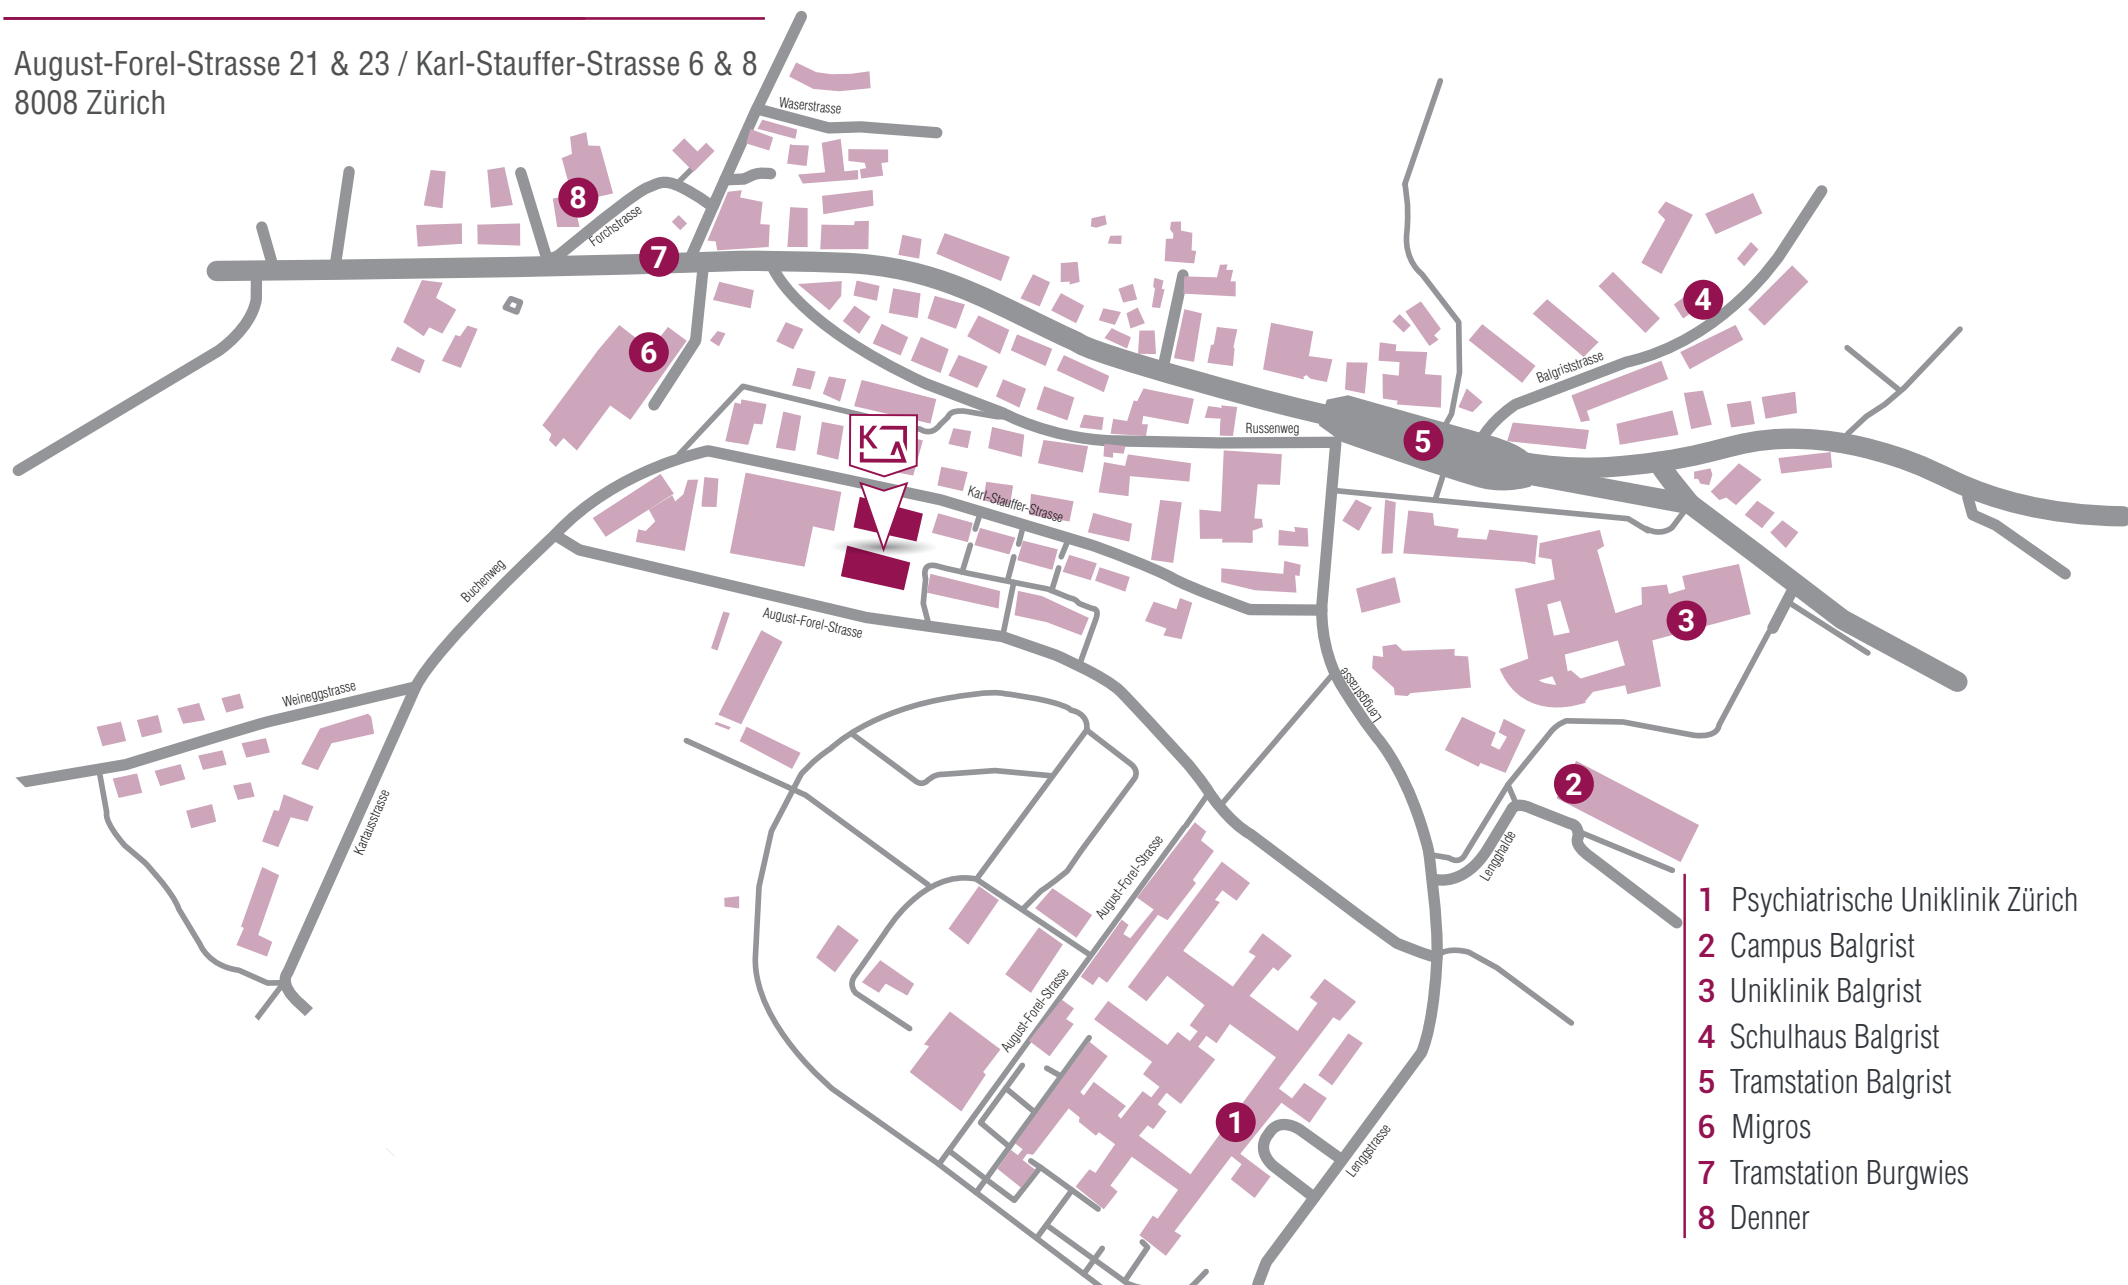 August-Forel-Strasse 21 & 23 / Karl-Stauffer-Strasse 6 & 8
8008 Zürich
Waserstrasse
8
Forchstrasse
7
6
4
Balgriststrasse
KA
Russenweg
5
Karl-Stauffer-Strasse
Buchenweg
August-Forel-Strasse
3
Weineggstrasse
Lenggstrasse
2
Kartausstrasse
Lengghalde
August-Forel-Strasse
August-Forel-Strasse
1
Lenggstrasse
1 Psychiatrische Uniklinik Zürich
2 Campus Balgrist
3 Uniklinik Balgrist
4 Schulhaus Balgrist
5 Tramstation Balgrist
6 Migros
7 Tramstation Burgwies
8 Denner